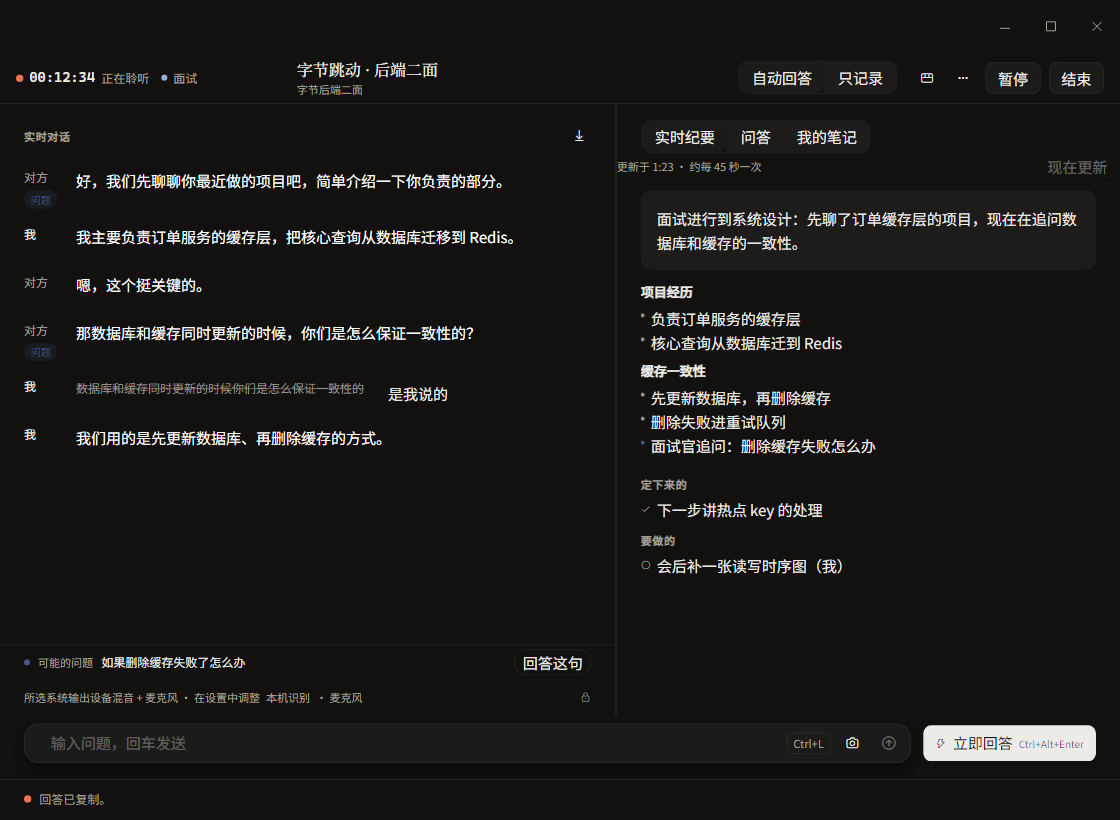 00:12:34 正在聆听 面试
字节跳动 · 后端二面
字节后端二面
自动回答 只记录 ··· 暂停 结束
实时对话
对方 好，我们先聊聊你最近做的项目吧，简单介绍一下你负责的部分。
问题
我 我主要负责订单服务的缓存层，把核心查询从数据库迁移到 Redis。
对方 嗯，这个挺关键的。
对方 那数据库和缓存同时更新的时候，你们是怎么保证一致性的？
问题
我 数据库和缓存同时更新的时候你们是怎么保证一致性的 是我说的
我 我们用的是先更新数据库、再删除缓存的方式。
可能的问题 如果删除缓存失败了怎么办 回答这句
所选系统输出设备混音 + 麦克风 · 在设置中调整 本机识别 · 麦克风
实时纪要 问答 我的笔记
更新于 1:23 · 约每 45 秒一次 现在更新
面试进行到系统设计：先聊了订单缓存层的项目，现在在追问数
据库和缓存的一致性。
项目经历
负责订单服务的缓存层
核心查询从数据库迁到 Redis
缓存一致性
先更新数据库，再删除缓存
删除失败进重试队列
面试官追问：删除缓存失败怎么办
定下来的
下一步讲热点 key 的处理
要做的
会后补一张读写时序图（我）
输入问题，回车发送 Ctrl+L 立即回答 Ctrl+Alt+Enter
回答已复制。